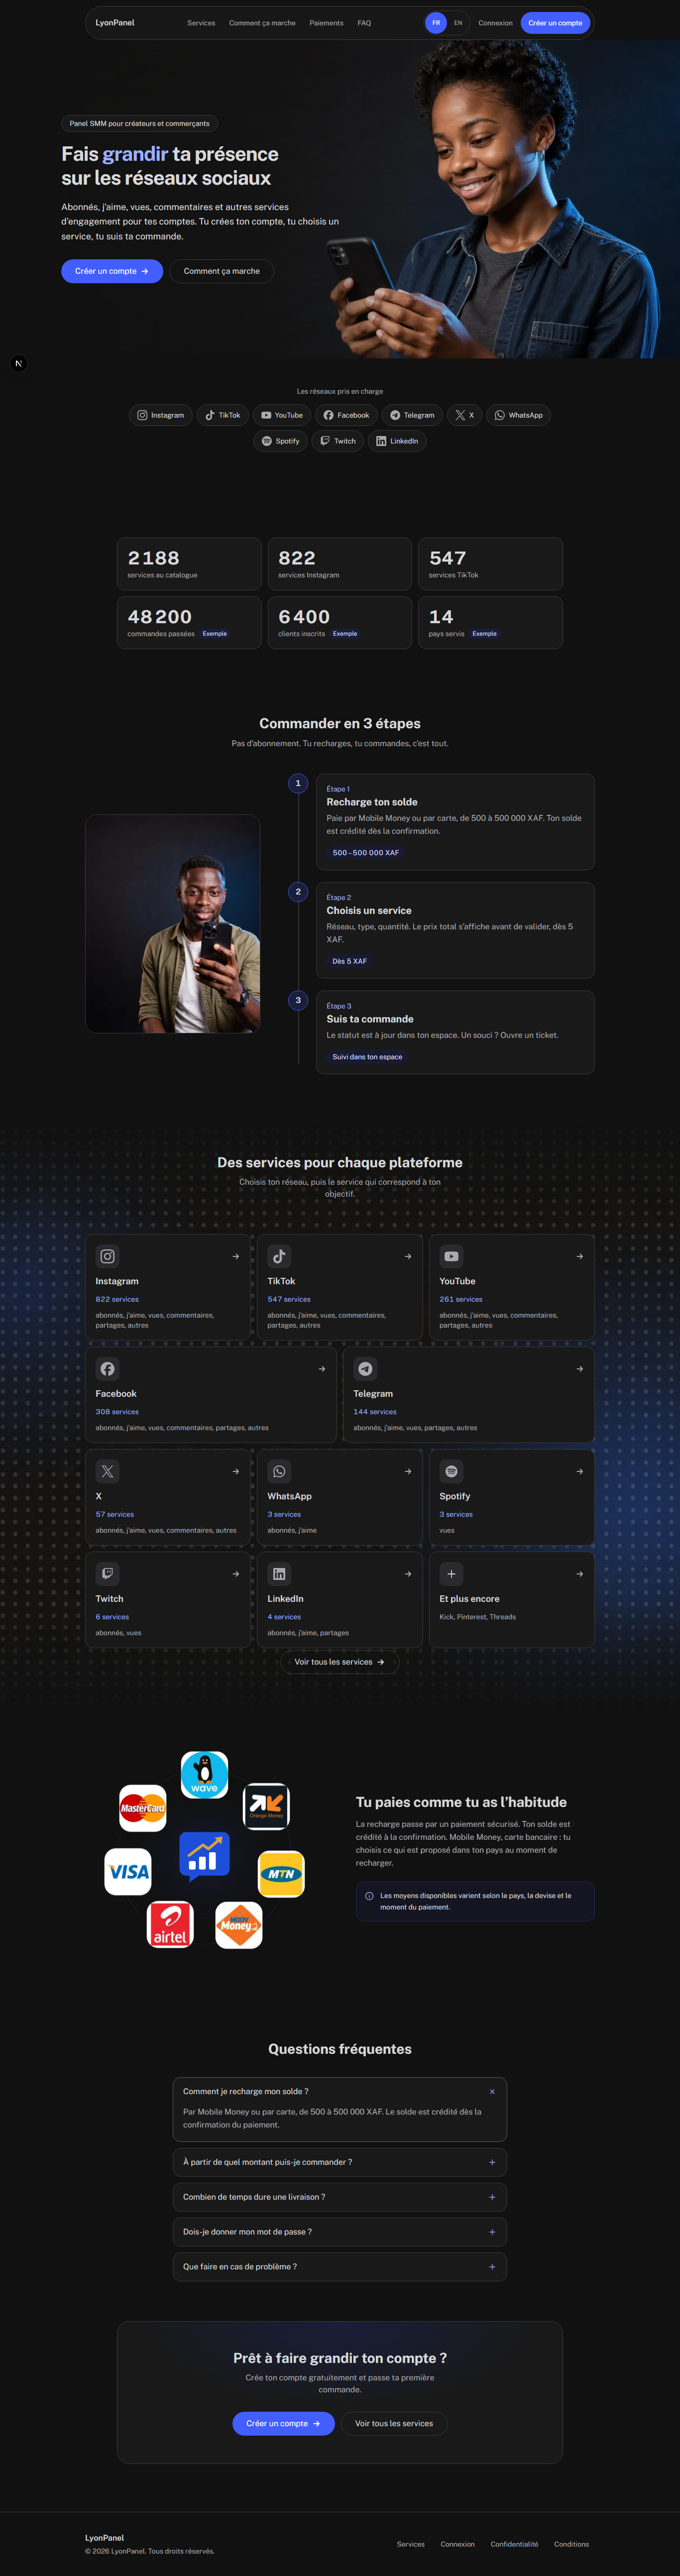 LyonPanel
Services
Comment ça marche
Paiements
FAQ
FR
EN
Connexion
Créer un compte
Panel SMM pour créateurs et commerçants
Fais grandir ta présence
sur les réseaux sociaux
Abonnés, j'aime, vues, commentaires et autres services
d'engagement pour tes comptes. Tu crées ton compte, tu choisis un
service, tu suis ta commande.
Créer un compte →
Comment ça marche
N
Les réseaux pris en charge
Instagram
TikTok
YouTube
Facebook
Telegram
X
WhatsApp
Spotify
Twitch
LinkedIn
2 188
services au catalogue
822
services Instagram
547
services TikTok
48 200
commandes passées Exemple
6 400
clients inscrits Exemple
14
pays servis Exemple
Commander en 3 étapes
Pas d'abonnement. Tu recharges, tu commandes, c'est tout.
1
Étape 1
Recharge ton solde
Paie par Mobile Money ou par carte, de 500 à 500 000 XAF. Ton solde
est crédité dès la confirmation.
500 – 500 000 XAF
2
Étape 2
Choisis un service
Réseau, type, quantité. Le prix total s'affiche avant de valider, dès 5
XAF.
Dès 5 XAF
3
Étape 3
Suis ta commande
Le statut est à jour dans ton espace. Un souci ? Ouvre un ticket.
Suivi dans ton espace
Des services pour chaque plateforme
Choisis ton réseau, puis le service qui correspond à ton
objectif.
Instagram
822 services
abonnés, j'aime, vues, commentaires,
partages, autres
TikTok
547 services
abonnés, j'aime, vues, commentaires,
partages, autres
YouTube
261 services
abonnés, j'aime, vues, commentaires,
partages, autres
Facebook
308 services
abonnés, j'aime, vues, commentaires, partages, autres
Telegram
144 services
abonnés, j'aime, vues, partages, autres
X
57 services
abonnés, j'aime, vues, commentaires, autres
WhatsApp
3 services
abonnés, j'aime
Spotify
3 services
vues
Twitch
6 services
abonnés, vues
LinkedIn
4 services
abonnés, j'aime, partages
Et plus encore
Kick, Pinterest, Threads
Voir tous les services →
wave
MasterCard
Orange Money
VISA
MTN
airtel
MOOV
Money
Tu paies comme tu as l'habitude
La recharge passe par un paiement sécurisé. Ton solde est
crédité à la confirmation. Mobile Money, carte bancaire : tu
choisis ce qui est proposé dans ton pays au moment de
recharger.
Les moyens disponibles varient selon le pays, la devise et le
moment du paiement.
Questions fréquentes
Comment je recharge mon solde ?
Par Mobile Money ou par carte, de 500 à 500 000 XAF. Le solde est crédité dès la
confirmation du paiement.
À partir de quel montant puis-je commander ?
Combien de temps dure une livraison ?
Dois-je donner mon mot de passe ?
Que faire en cas de problème ?
Prêt à faire grandir ton compte ?
Crée ton compte gratuitement et passe ta première
commande.
Créer un compte →
Voir tous les services
LyonPanel
© 2026 LyonPanel. Tous droits réservés.
Services
Connexion
Confidentialité
Conditions